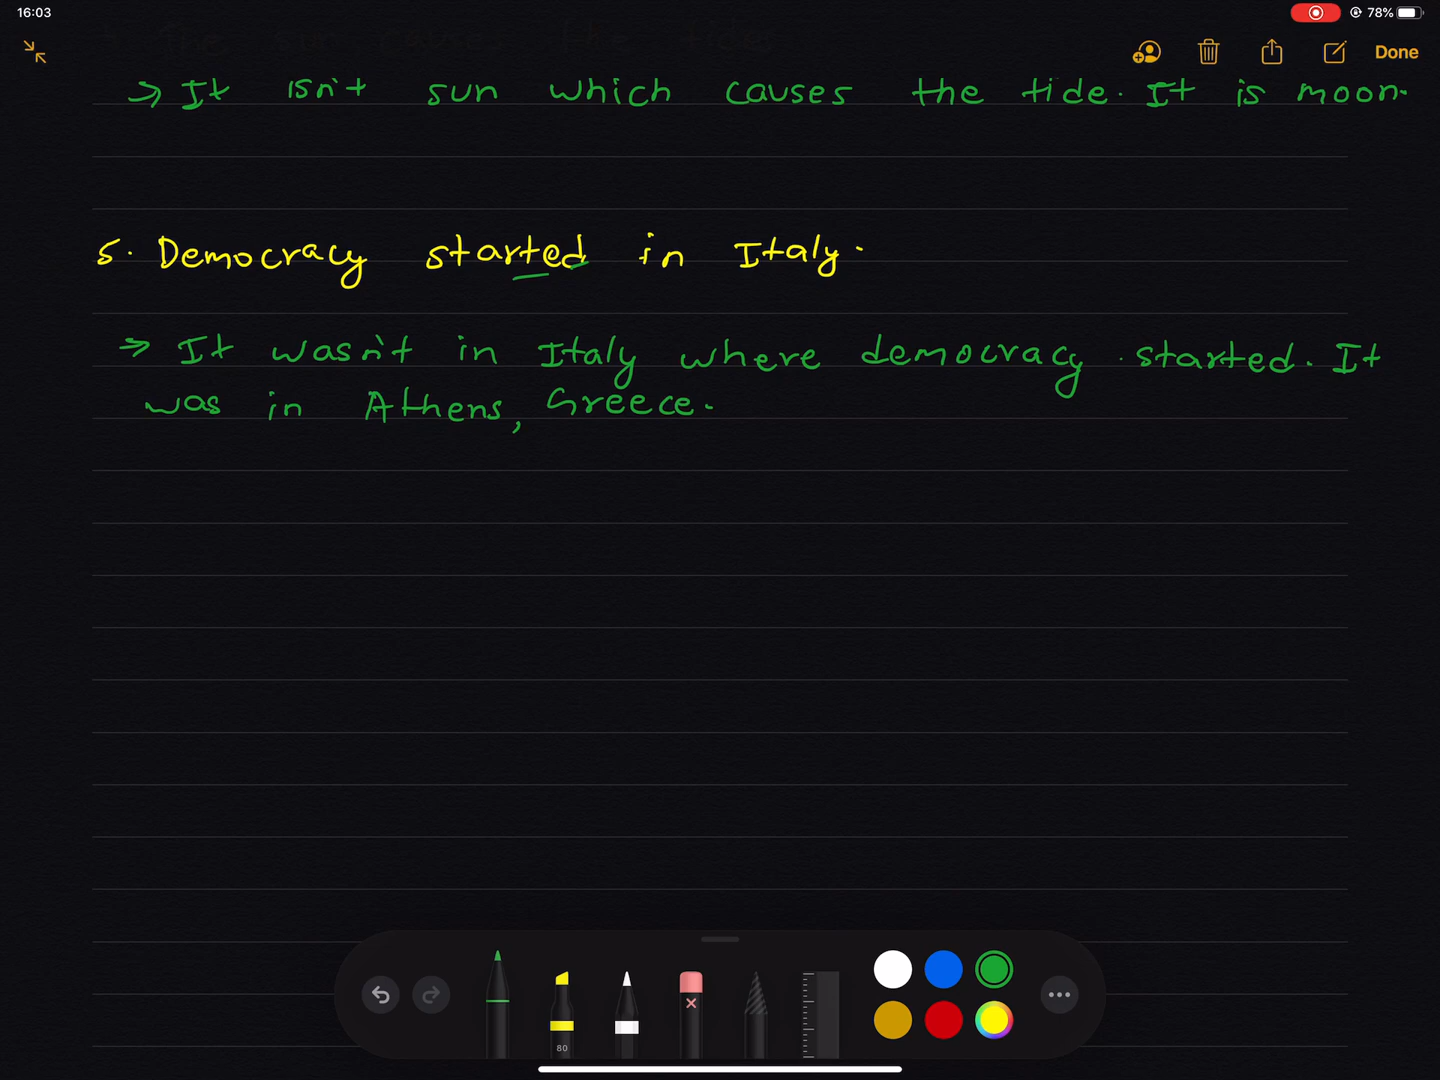 16:03
78%
Done
→ It isn't sun which causes the tide. It is moon.
5. Democracy started in Italy.
→ It wasn't in Italy where democracy started. It
was in Athens, Greece.
80